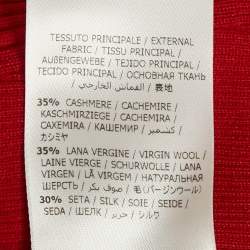 TESSUTO PRINCIPALE / EXTERNAL
FABRIC / TISSU PRINCIPAL /
AUßENGEWEBE / TEJIDO PRINCIPAL /
TECIDO PRINCIPAL / ОСНОВНАЯ ТКАНЬ
/ القماش الخارجي / 表地
35% CASHMERE / CACHEMIRE /
KASCHMIRZIEGE / CACHEMIRA /
CAXEMIRA / КАШЕМИР / كشمير /
カシミヤ
35% LANA VERGINE / VIRGIN WOOL /
LAINE VIERGE / SCHURWOLLE / LANA
VIRGEN / LÃ VIRGEM / НАТУРАЛЬНАЯ
ШЕРСТЬ / صوف بكر / 毛 (バージンウール)
30% SETA / SILK / SOIE / SEIDE /
SEDA / ШЕЛК / حرير / シルク